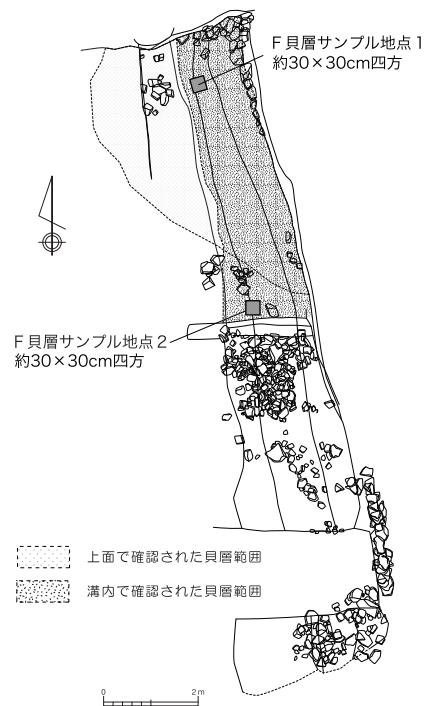 F貝層サンプル地点1
約30×30cm四方
F貝層サンプル地点2
約30×30cm四方
上面で確認された貝層範囲
溝内で確認された貝層範囲
0 2m